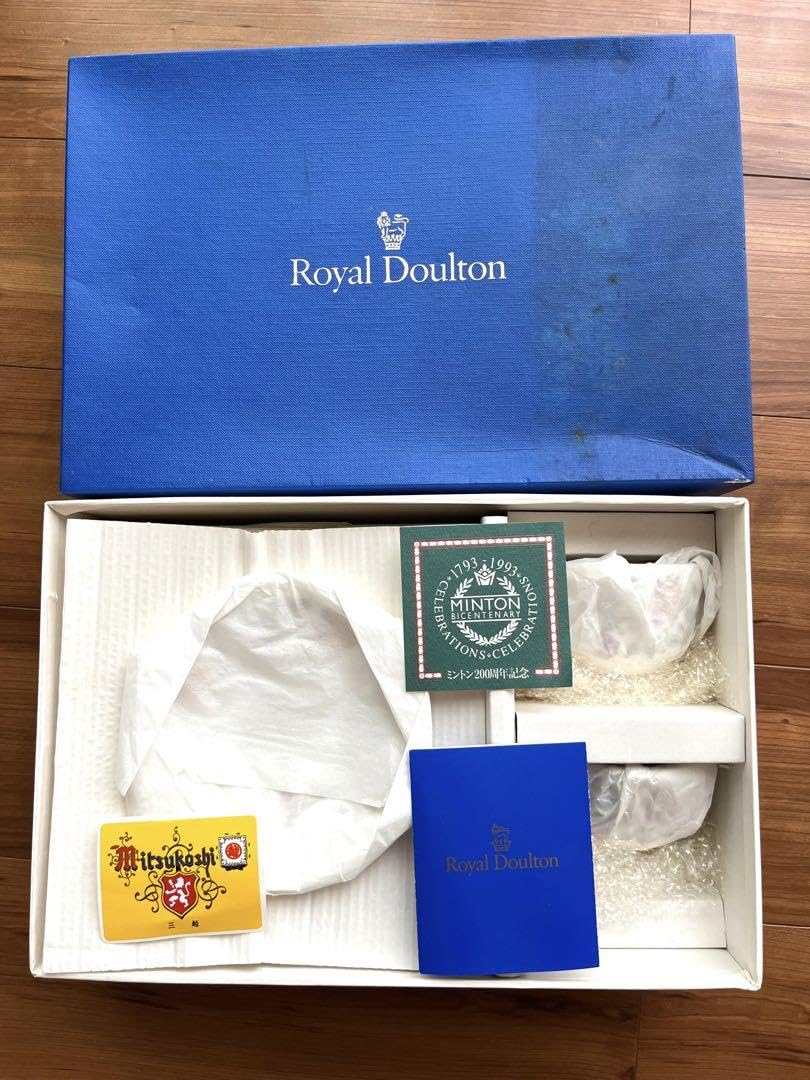 Royal Doulton
1793-1993
MINTON
BICENTENARY
CELEBRATIONS • CELEBRATIONS
ミントン200周年記念
Royal Doulton
Mitsukoshi
三越